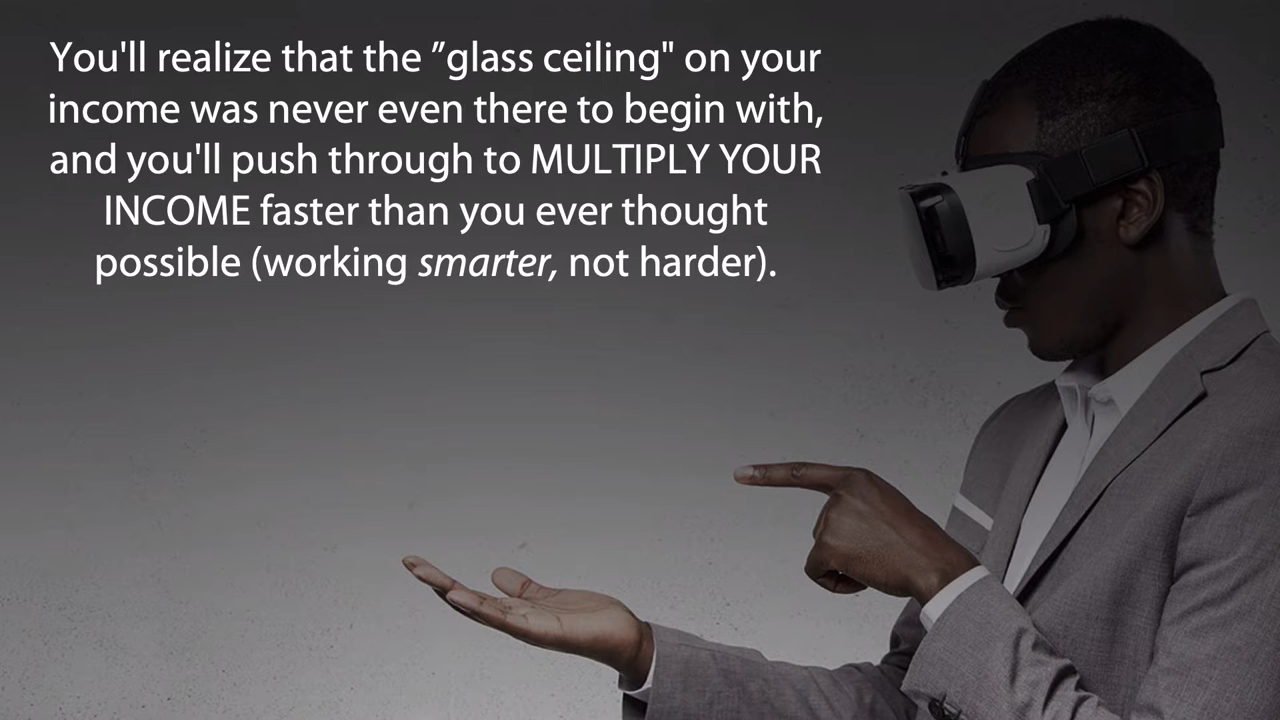 You'll realize that the ”glass ceiling" on your
income was never even there to begin with,
and you'll push through to MULTIPLY YOUR
INCOME faster than you ever thought
possible (working smarter, not harder).